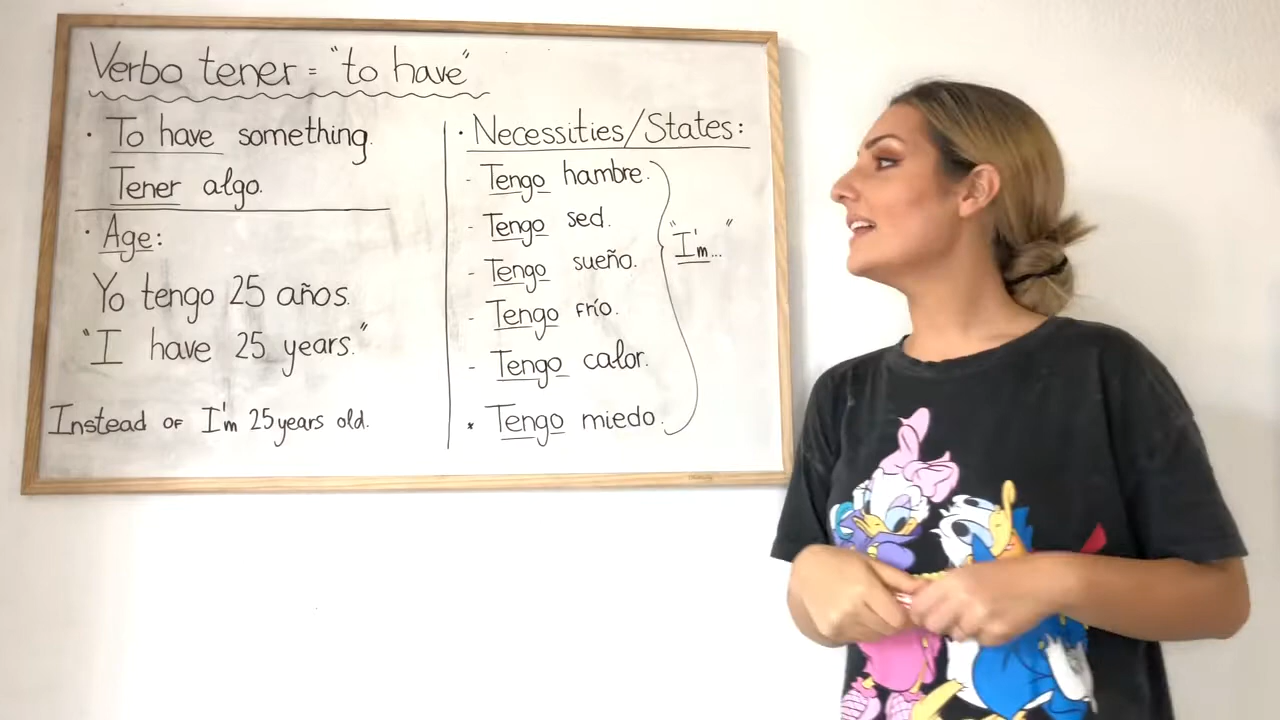 Verbo tener = "to have"
· To have something.
Tener algo.
· Age:
Yo tengo 25 años.
"I have 25 years."
Instead of I'm 25 years old.
· Necessities/States:
- Tengo hambre.
- Tengo sed.
- Tengo sueño.
- Tengo frío.
- Tengo calor.
* Tengo miedo.
"I'm..."